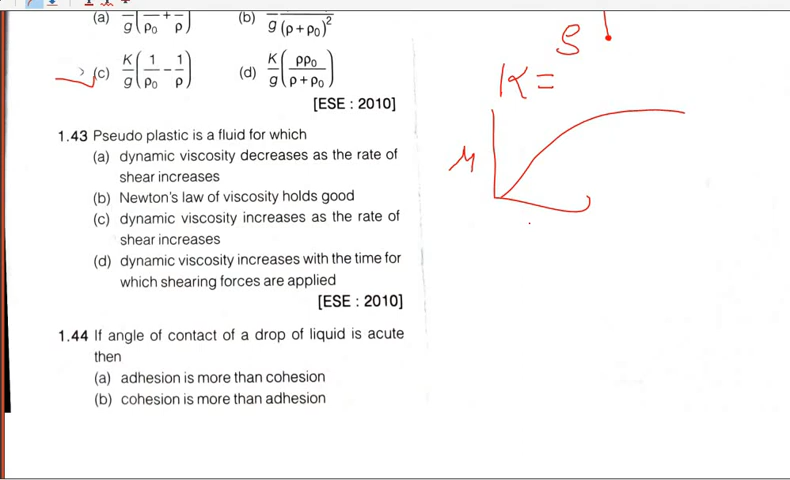 (a) g(ρ₀ + ρ) (b) g (ρ+ρ₀)²
(c) K/g (1/ρ₀ − 1/ρ) (d) K/g (ρρ₀/(ρ+ρ₀))
[ESE : 2010]
K =
μ
1.43 Pseudo plastic is a fluid for which
(a) dynamic viscosity decreases as the rate of
shear increases
(b) Newton's law of viscosity holds good
(c) dynamic viscosity increases as the rate of
shear increases
(d) dynamic viscosity increases with the time for
which shearing forces are applied
[ESE : 2010]
1.44 If angle of contact of a drop of liquid is acute
then
(a) adhesion is more than cohesion
(b) cohesion is more than adhesion